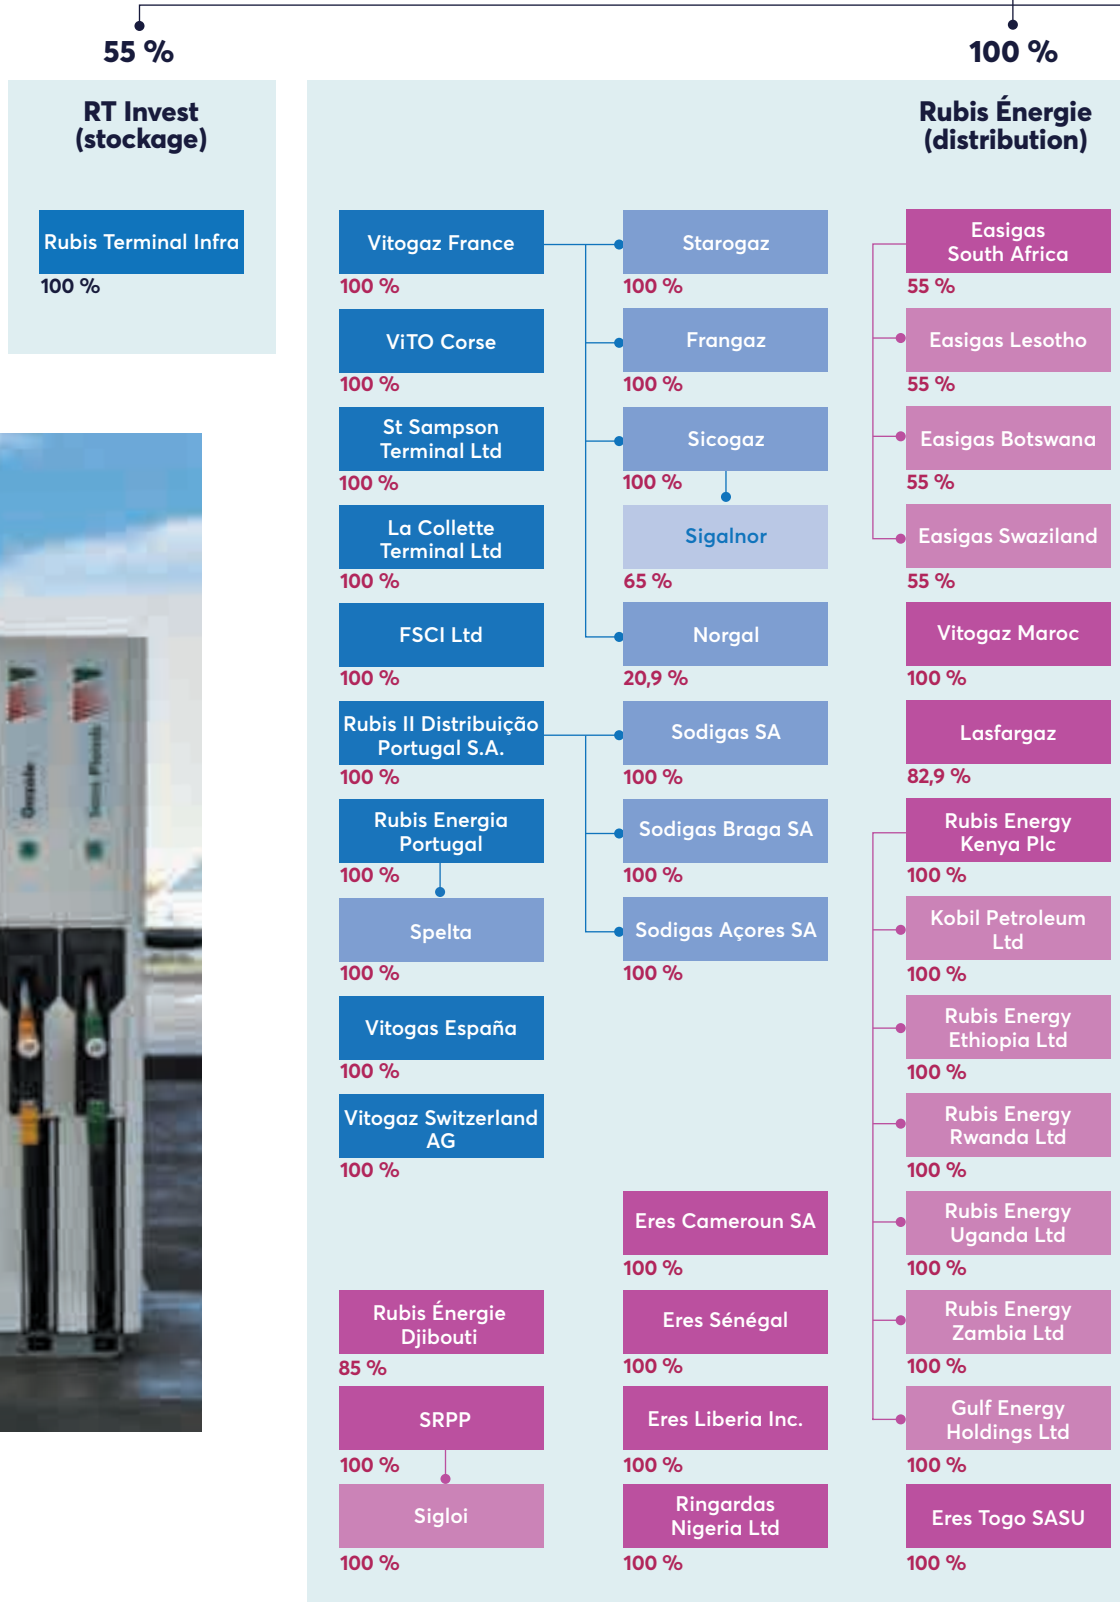 55 %
100 %
RT Invest
(stockage)
Rubis Terminal Infra
100 %
Rubis Énergie
(distribution)
Vitogaz France
100 %
ViTO Corse
100 %
St Sampson
Terminal Ltd
100 %
La Collette
Terminal Ltd
100 %
FSCI Ltd
100 %
Rubis II Distribuição
Portugal S.A.
100 %
Rubis Energia
Portugal
100 %
Spelta
100 %
Vitogas España
100 %
Vitogaz Switzerland
AG
100 %
Rubis Énergie
Djibouti
85 %
SRPP
100 %
Sigloi
100 %
Starogaz
100 %
Frangaz
100 %
Sicogaz
100 %
Sigalnor
65 %
Norgal
20,9 %
Sodigas SA
100 %
Sodigas Braga SA
100 %
Sodigas Açores SA
100 %
Eres Cameroun SA
100 %
Eres Sénégal
100 %
Eres Liberia Inc.
100 %
Ringardas
Nigeria Ltd
100 %
Easigas
South Africa
55 %
Easigas Lesotho
55 %
Easigas Botswana
55 %
Easigas Swaziland
55 %
Vitogaz Maroc
100 %
Lasfargaz
82,9 %
Rubis Energy
Kenya Plc
100 %
Kobil Petroleum
Ltd
100 %
Rubis Energy
Ethiopia Ltd
100 %
Rubis Energy
Rwanda Ltd
100 %
Rubis Energy
Uganda Ltd
100 %
Rubis Energy
Zambia Ltd
100 %
Gulf Energy
Holdings Ltd
100 %
Eres Togo SASU
100 %
Gazole
Sans Plomb